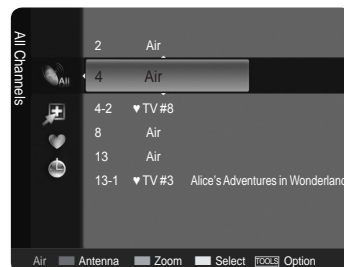 All Channels
2 Air
All
4 Air
4-2 ♥ TV #8
8 Air
13 Air
13-1 ♥ TV #3 Alice's Adventures in Wonderland
Air Antenna Zoom Select TOOLS Option